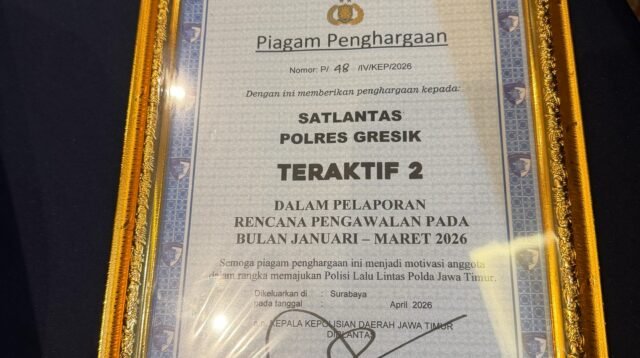 Piagam Penghargaan
Nomor: P/ 48 /IV/KEP/2026
Dengan ini memberikan penghargaan kepada:
SATLANTAS
POLRES GRESIK
TERAKTIF 2
DALAM PELAPORAN
RENCANA PENGAWALAN PADA
BULAN JANUARI – MARET 2026
Semoga piagam penghargaan ini menjadi motivasi anggota
dalam rangka memajukan Polisi Lalu Lintas Polda Jawa Timur.
Dikeluarkan di : Surabaya
pada tanggal April 2026
KEPALA KEPOLISIAN DAERAH JAWA TIMUR
DIRLANTAS